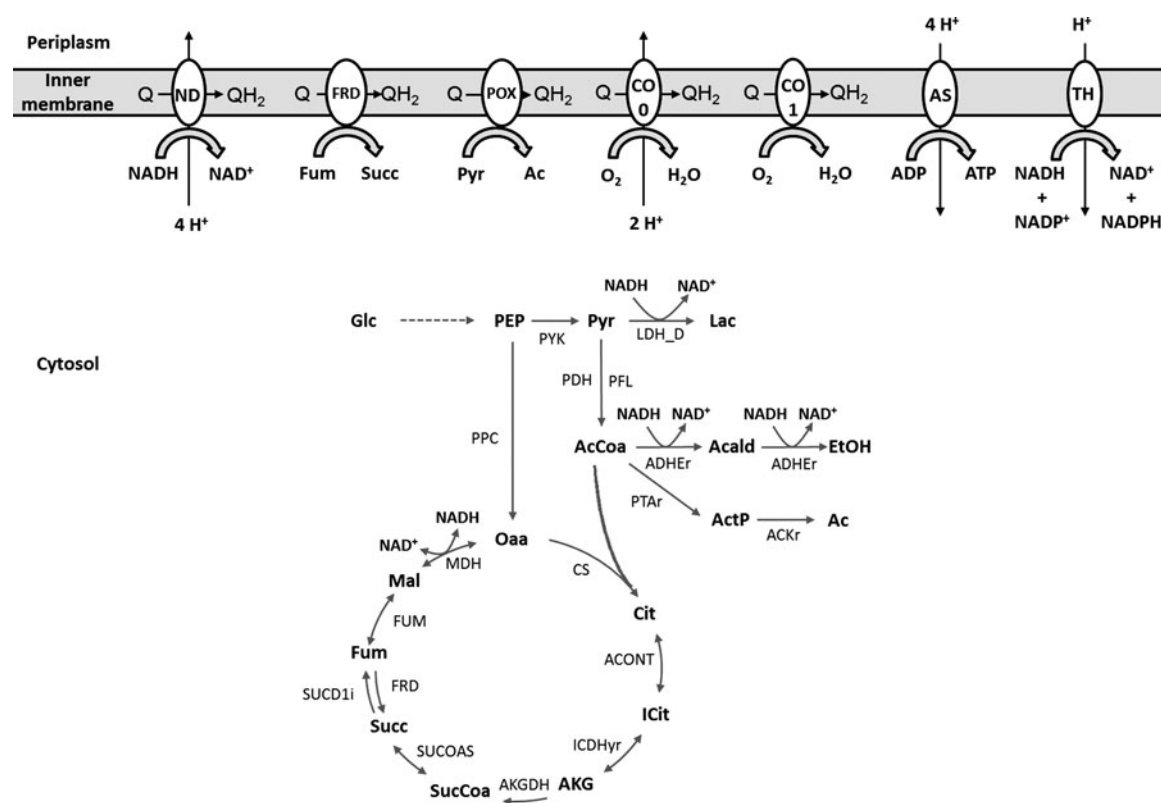 4 H⁺ H⁺
Periplasm
Inner membrane
Q ND QH₂ Q FRD QH₂ Q POX QH₂ Q CO 0 QH₂ Q CO 1 QH₂ AS TH
NADH NAD⁺ Fum Succ Pyr Ac O₂ H₂O O₂ H₂O ADP ATP NADH + NADP⁺ NAD⁺ + NADPH
4 H⁺ 2 H⁺
NADH NAD⁺
Glc PEP Pyr Lac
PYK LDH_D
Cytosol
PDH PFL
NADH NAD⁺ NADH NAD⁺
PPC
AcCoa Acald EtOH
ADHEr ADHEr
PTAr
NADH
ActP Ac
ACKr
NAD⁺ Oaa
MDH CS
Mal
Cit
FUM
Fum ACONT
SUCD1i FRD
Succ ICit
SUCOAS ICDHyr
SucCoa AKGDH AKG